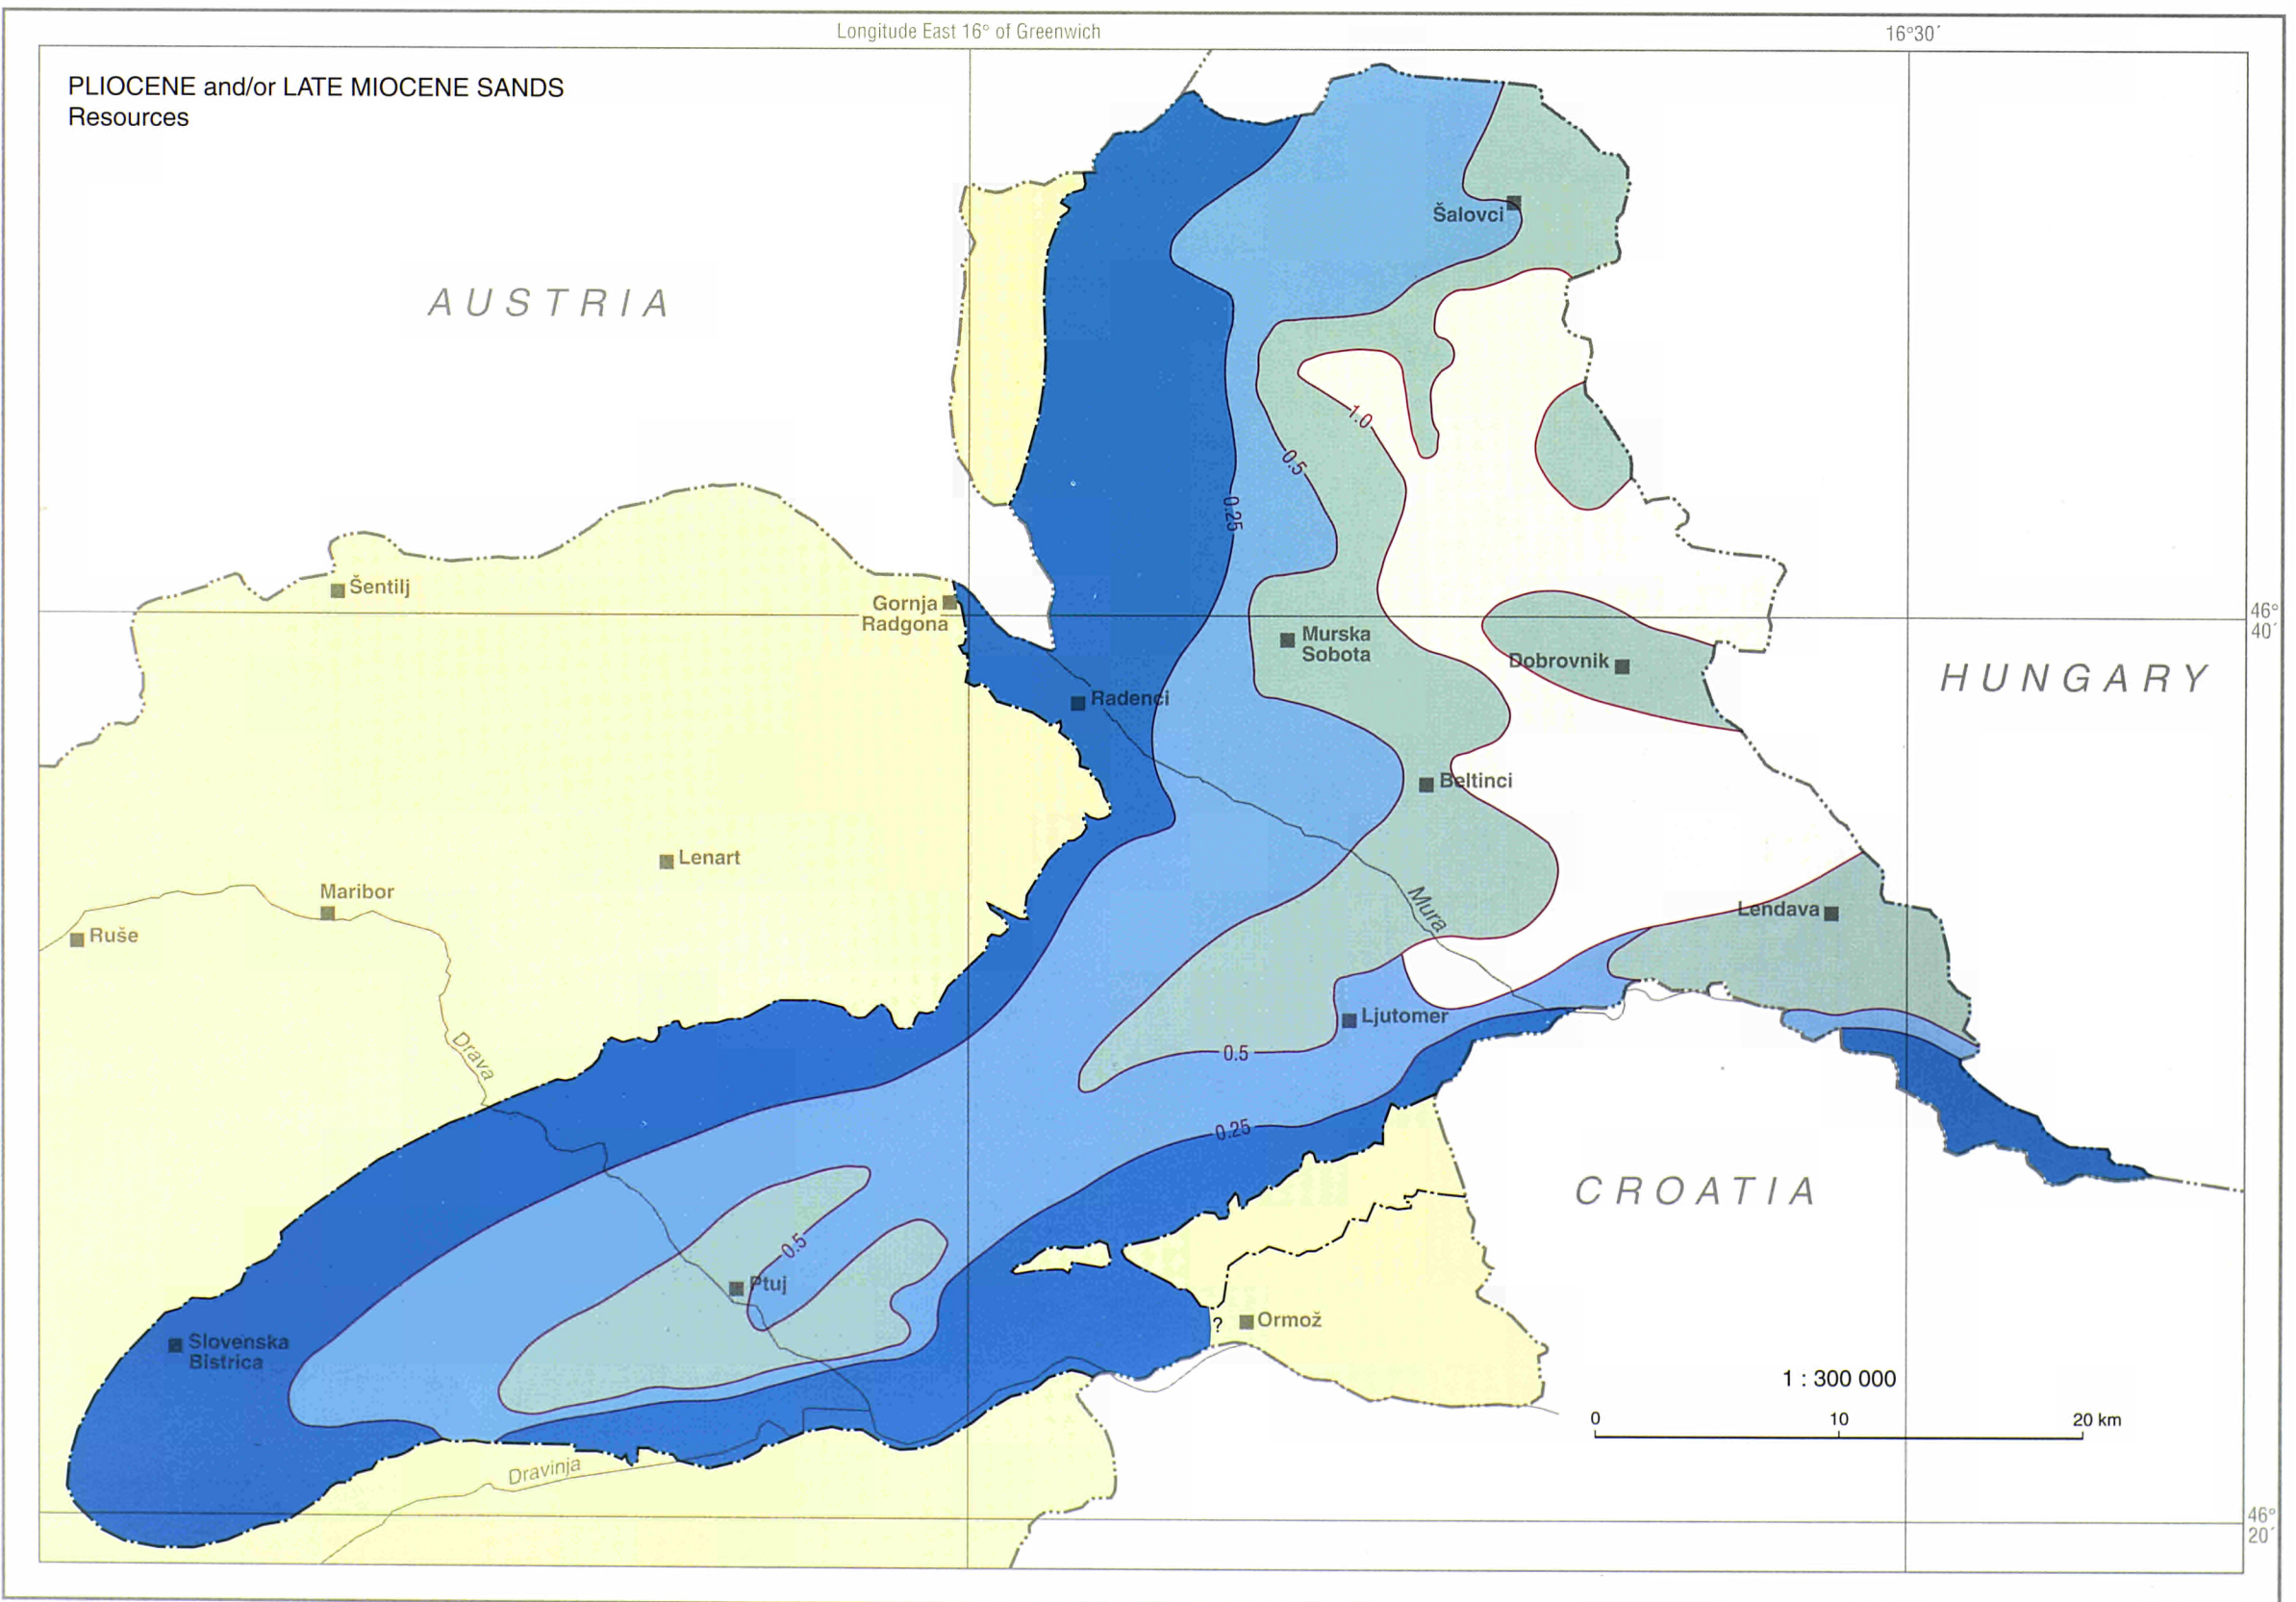 Longitude East 16° of Greenwich
16°30´
PLIOCENE and/or LATE MIOCENE SANDS
Resources
Šalovci
AUSTRIA
1.0
0.5
0.25
Šentilj
Gornja
Radgona
46°
40´
Murska
Sobota
Dobrovnik
HUNGARY
Radenci
Beltinci
Lenart
Maribor
Mura
Lendava
Ruše
Ljutomer
Drava
0.5
0.25
CROATIA
0.5
Ptuj
?
Ormož
Slovenska
Bistrica
1 : 300 000
0 10 20 km
Dravinja
46°
20´